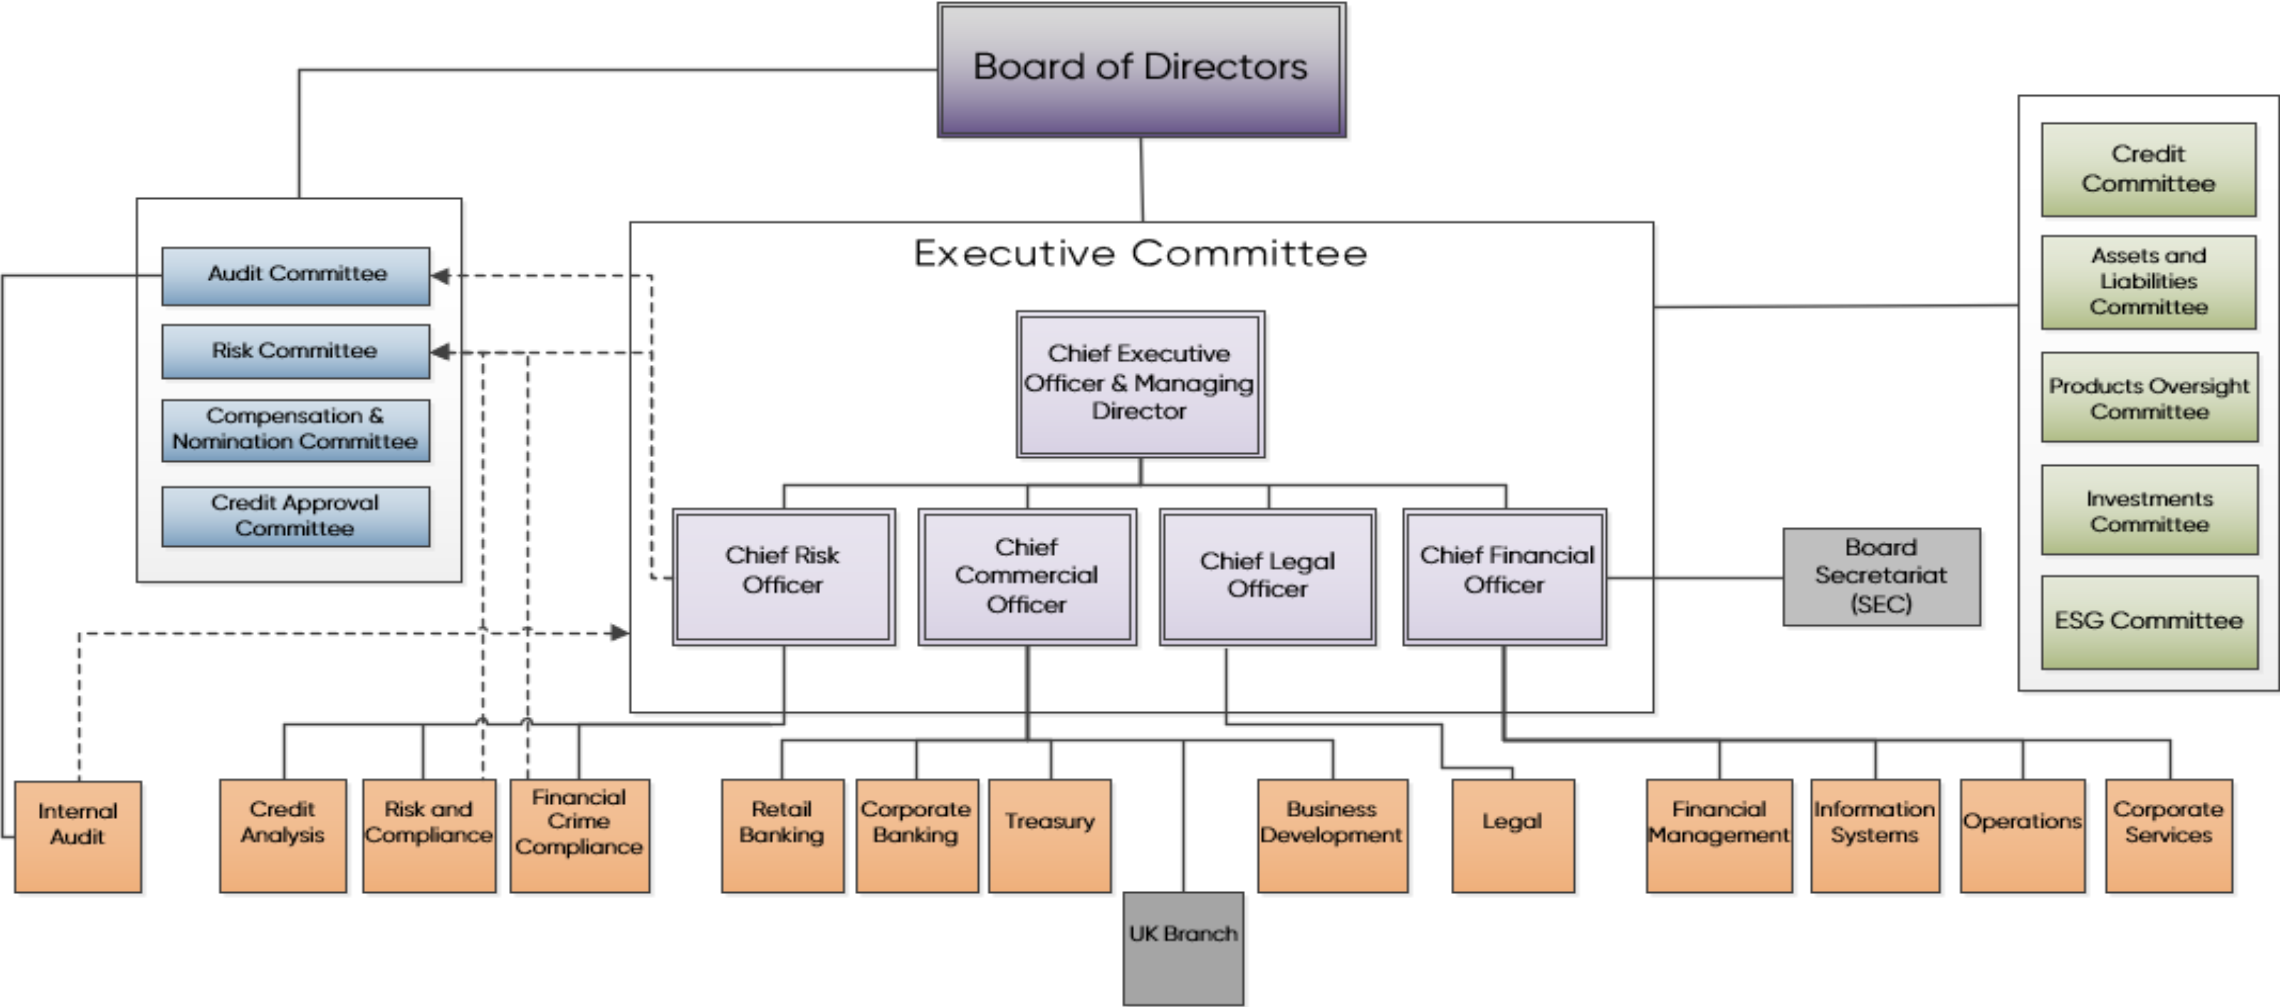 Board of Directors
Audit Committee
Risk Committee
Compensation &
Nomination Committee
Credit Approval
Committee
Executive Committee
Chief Executive
Officer & Managing
Director
Chief Risk
Officer
Chief
Commercial
Officer
Chief Legal
Officer
Chief Financial
Officer
Board
Secretariat
(SEC)
Credit
Committee
Assets and
Liabilities
Committee
Products Oversight
Committee
Investments
Committee
ESG Committee
Internal
Audit
Credit
Analysis
Risk and
Compliance
Financial
Crime
Compliance
Retail
Banking
Corporate
Banking
Treasury
UK Branch
Business
Development
Legal
Financial
Management
Information
Systems
Operations
Corporate
Services